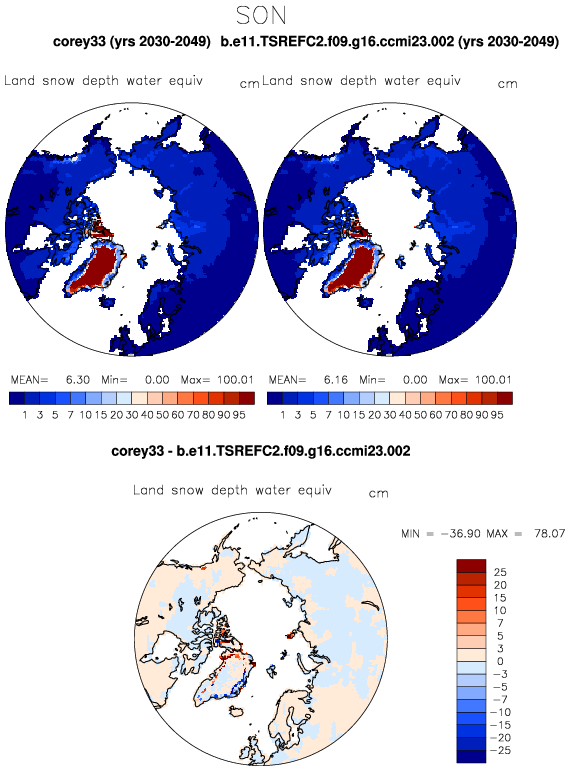 SON
corey33 (yrs 2030-2049) b.e11.TSREFC2.f09.g16.ccmi23.002 (yrs 2030-2049)
Land snow depth water equiv cm Land snow depth water equiv cm
MEAN= 6.30 Min= 0.00 Max= 100.01 MEAN= 6.16 Min= 0.00 Max= 100.01
1 3 5 7 10 15 20 30 40 50 60 70 80 90 95 1 3 5 7 10 15 20 30 40 50 60 70 80 90 95
corey33 - b.e11.TSREFC2.f09.g16.ccmi23.002
Land snow depth water equiv cm
MIN = -36.90 MAX = 78.07
25
20
15
10
7
5
3
0
-3
-5
-7
-10
-15
-20
-25